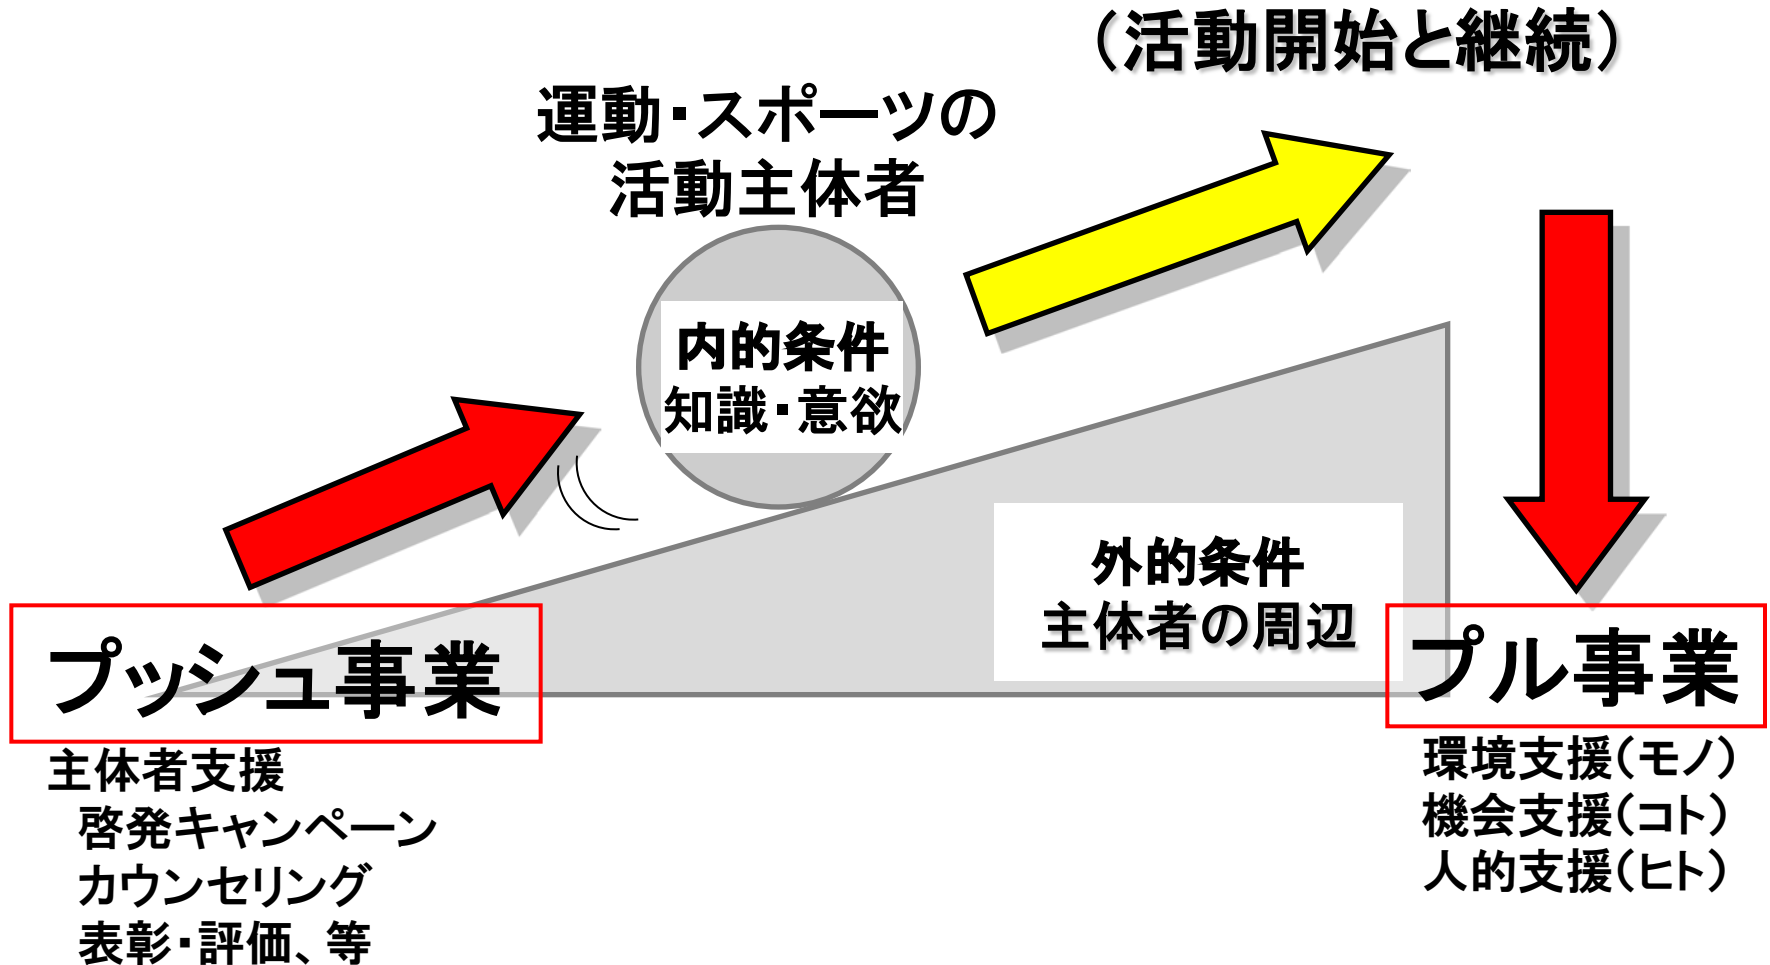 （活動開始と継続）
運動・スポーツの
活動主体者
内的条件
知識・意欲
外的条件
主体者の周辺
プッシュ事業
主体者支援
啓発キャンペーン
カウンセリング
表彰・評価、等
プル事業
環境支援（モノ）
機会支援（コト）
人的支援（ヒト）